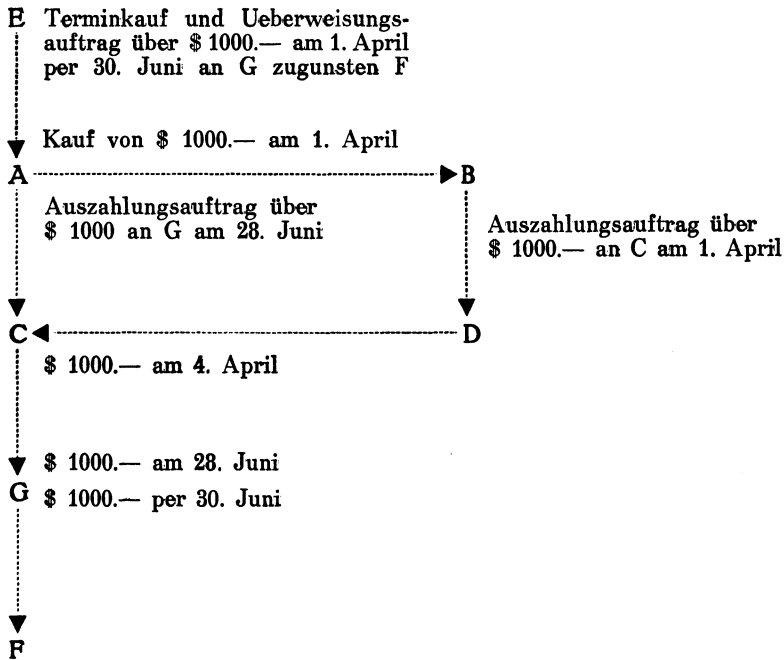 E Terminkauf und Ueberweisungs-
auftrag über $ 1000.— am 1. April
per 30. Juni an G zugunsten F
Kauf von $ 1000.— am 1. April
A B
Auszahlungsauftrag über
$ 1000 an G am 28. Juni
Auszahlungsauftrag über
$ 1000.— an C am 1. April
C D
$ 1000.— am 4. April
$ 1000.— am 28. Juni
G $ 1000.— per 30. Juni
F